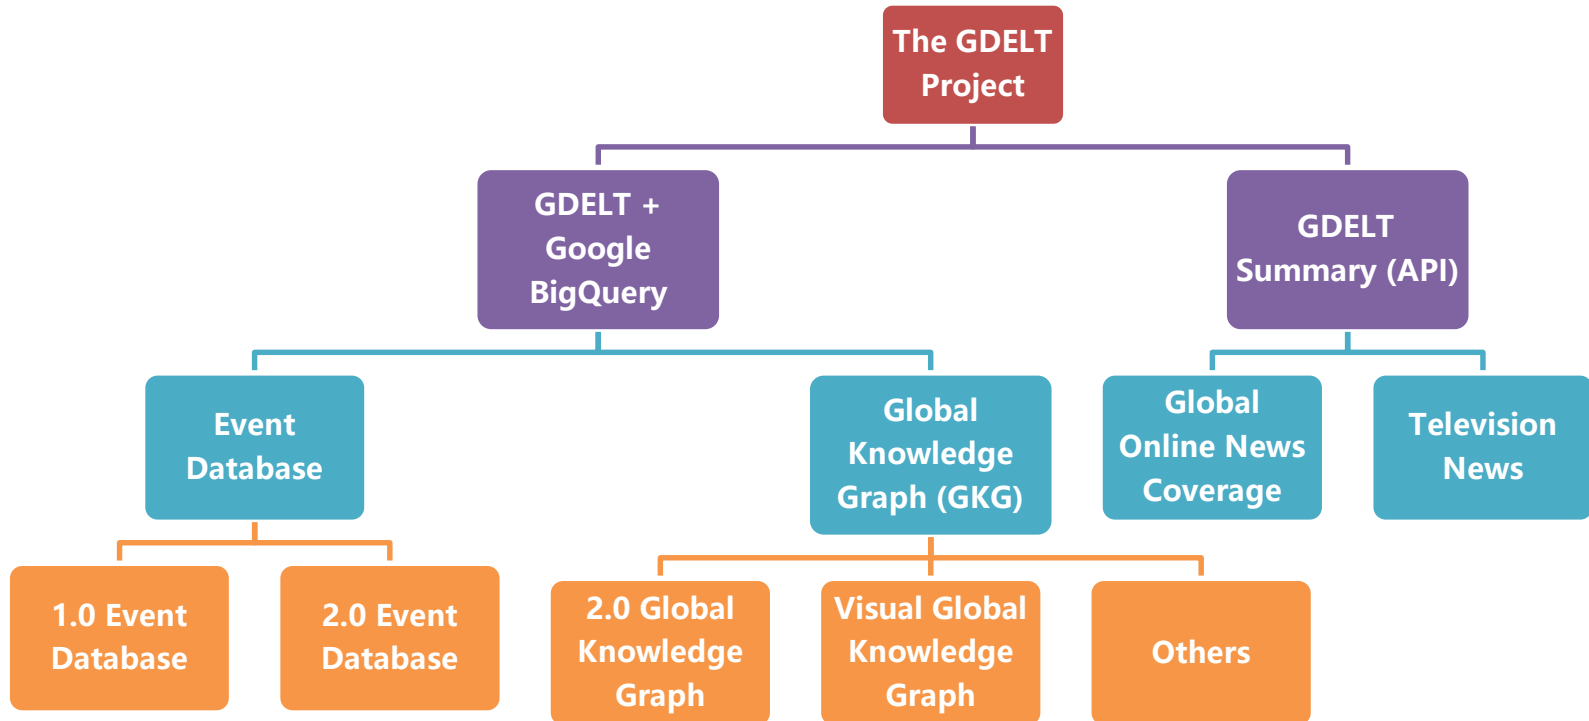 The GDELT
Project
GDELT +
Google
BigQuery
GDELT
Summary (API)
Event
Database
Global
Knowledge
Graph (GKG)
Global
Online News
Coverage
Television
News
1.0 Event
Database
2.0 Event
Database
2.0 Global
Knowledge
Graph
Visual Global
Knowledge
Graph
Others